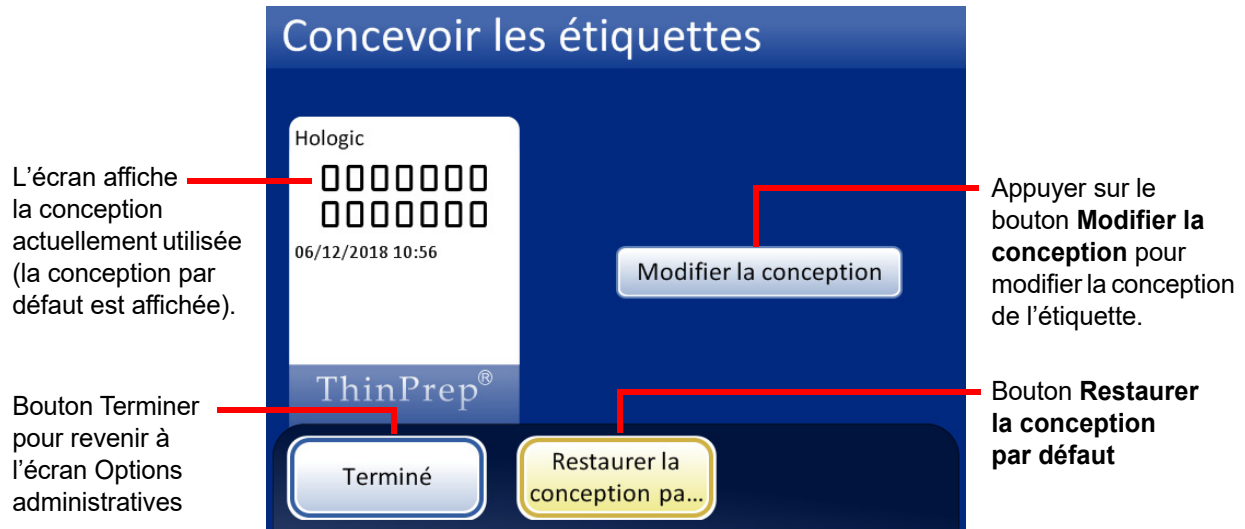 Concevoir les étiquettes
L'écran affiche
la conception
actuellement utilisée
(la conception par
défaut est affichée).
Hologic
06/12/2018 10:56
ThinPrep®
Modifier la conception
Appuyer sur le
bouton Modifier la
conception pour
modifier la conception
de l'étiquette.
Bouton Terminer
pour revenir à
l'écran Options
administratives
Terminé
Restaurer la
conception pa...
Bouton Restaurer
la conception
par défaut